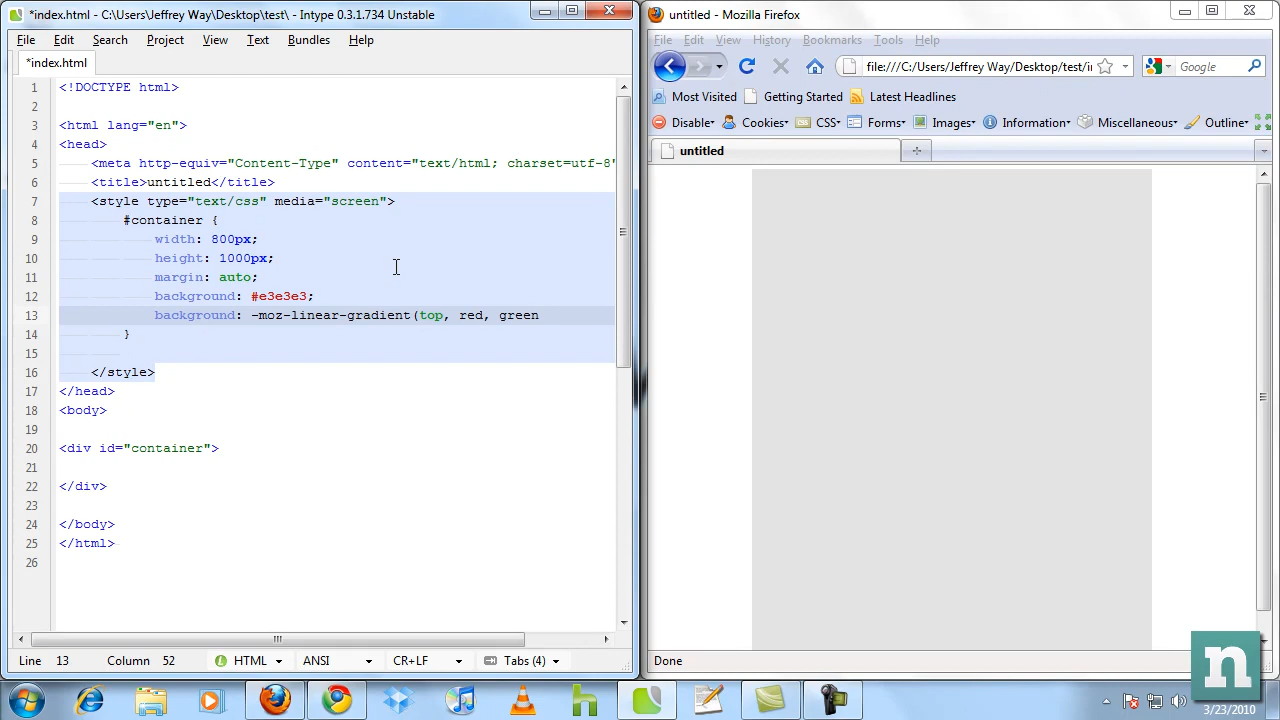 *index.html - C:\Users\Jeffrey Way\Desktop\test\ - Intype 0.3.1.734 Unstable
File Edit Search Project View Text Bundles Help
*index.html
1 <!DOCTYPE html>
2
3 <html lang="en">
4 <head>
5 <meta http-equiv="Content-Type" content="text/html; charset=utf-8"
6 <title>untitled</title>
7 <style type="text/css" media="screen">
8 #container {
9 width: 800px;
10 height: 1000px;
11 margin: auto;
12 background: #e3e3e3;
13 background: -moz-linear-gradient(top, red, green
14 }
15
16 </style>
17 </head>
18 <body>
19
20 <div id="container">
21
22 </div>
23
24 </body>
25 </html>
26
Line 13 Column 52 HTML ANSI CR+LF Tabs (4)
untitled - Mozilla Firefox
File Edit View History Bookmarks Tools Help
file:///C:/Users/Jeffrey Way/Desktop/test/in Google
Most Visited Getting Started Latest Headlines
Disable Cookies CSS Forms Images Information Miscellaneous Outline
untitled
Done
n
3/23/2010